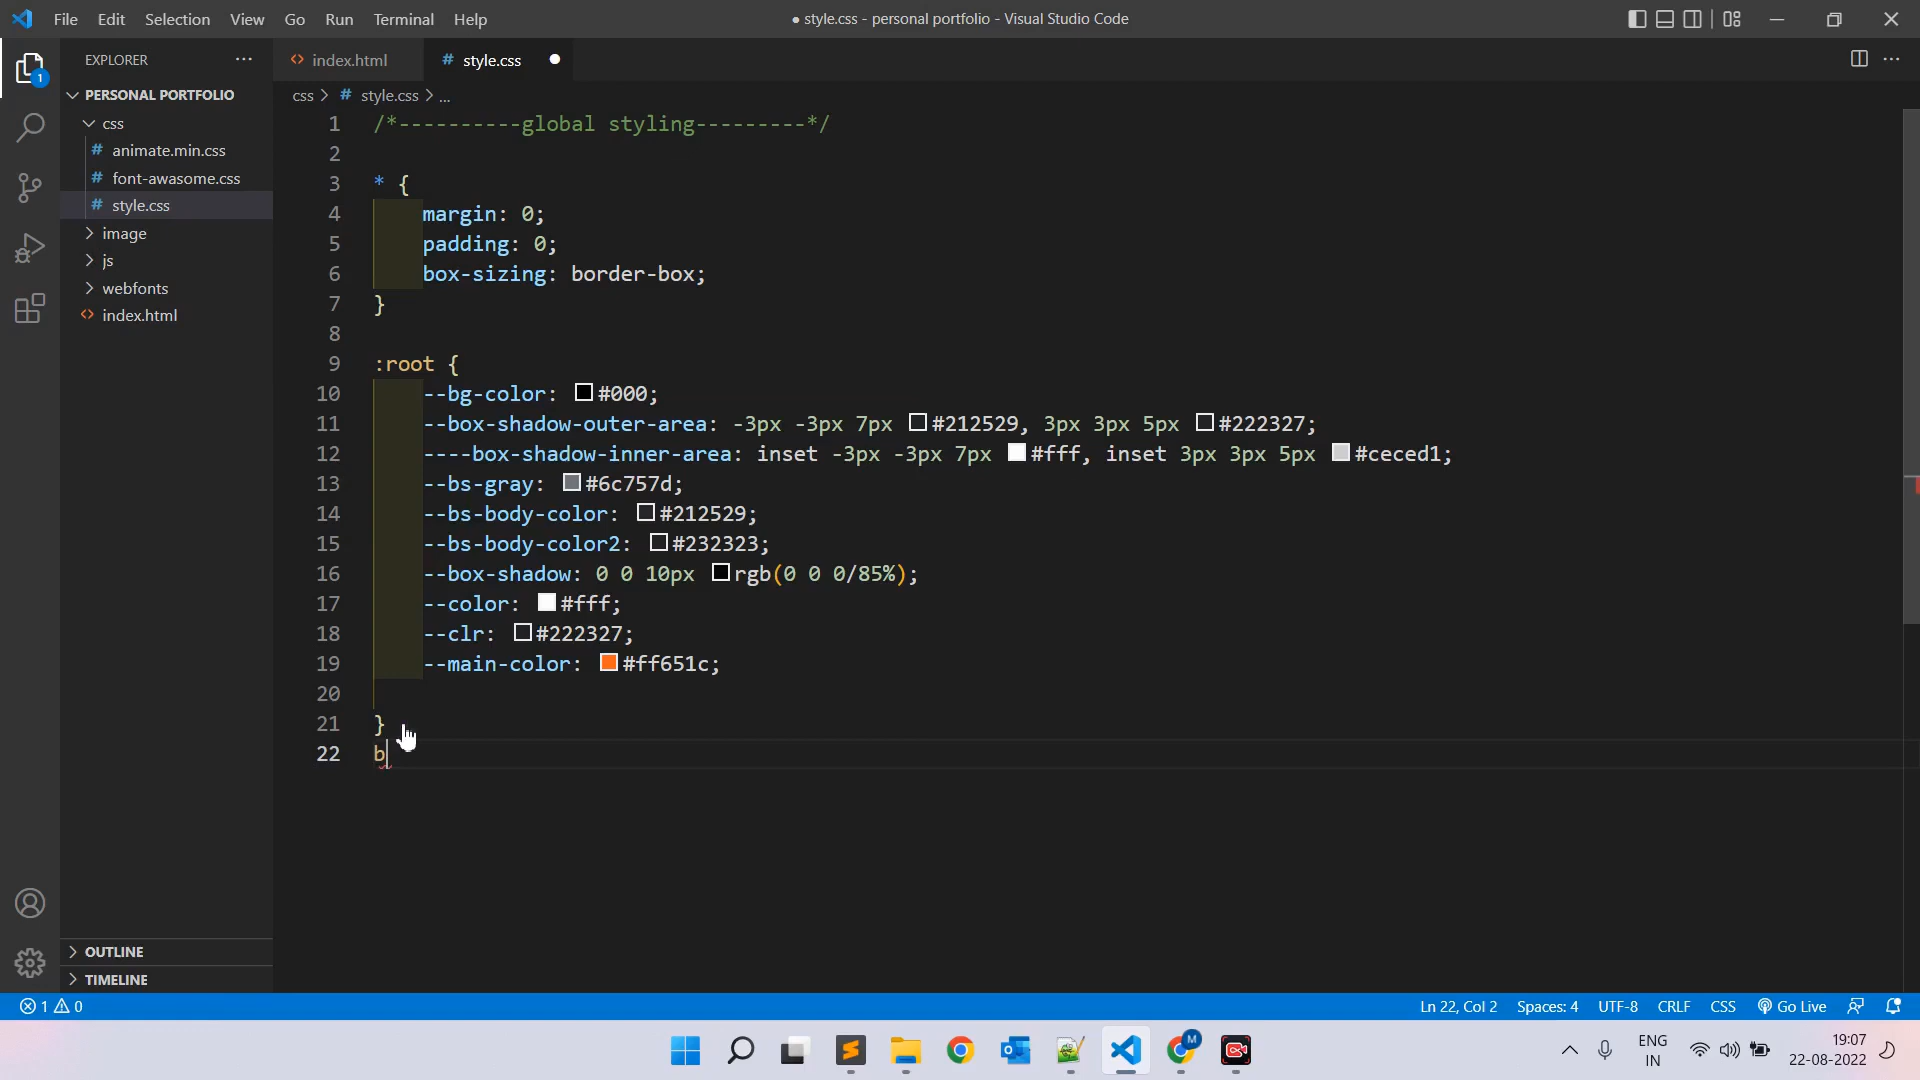 File Edit Selection View Go Run Terminal Help
● style.css - personal portfolio - Visual Studio Code
EXPLORER ...
index.html
# style.css ●
PERSONAL PORTFOLIO
css > # style.css > ...
css
# animate.min.css
# font-awasome.css
# style.css
image
js
webfonts
index.html
1 /*----------global styling---------*/
2
3 * {
4 margin: 0;
5 padding: 0;
6 box-sizing: border-box;
7 }
8
9 :root {
10 --bg-color: #000;
11 --box-shadow-outer-area: -3px -3px 7px #212529, 3px 3px 5px #222327;
12 ----box-shadow-inner-area: inset -3px -3px 7px #fff, inset 3px 3px 5px #ceced1;
13 --bs-gray: #6c757d;
14 --bs-body-color: #212529;
15 --bs-body-color2: #232323;
16 --box-shadow: 0 0 10px rgb(0 0 0/85%);
17 --color: #fff;
18 --clr: #222327;
19 --main-color: #ff651c;
20
21 }
22 b
1
OUTLINE
TIMELINE
1 0
Ln 22, Col 2 Spaces: 4 UTF-8 CRLF CSS Go Live
M
ENG
IN
19:07
22-08-2022